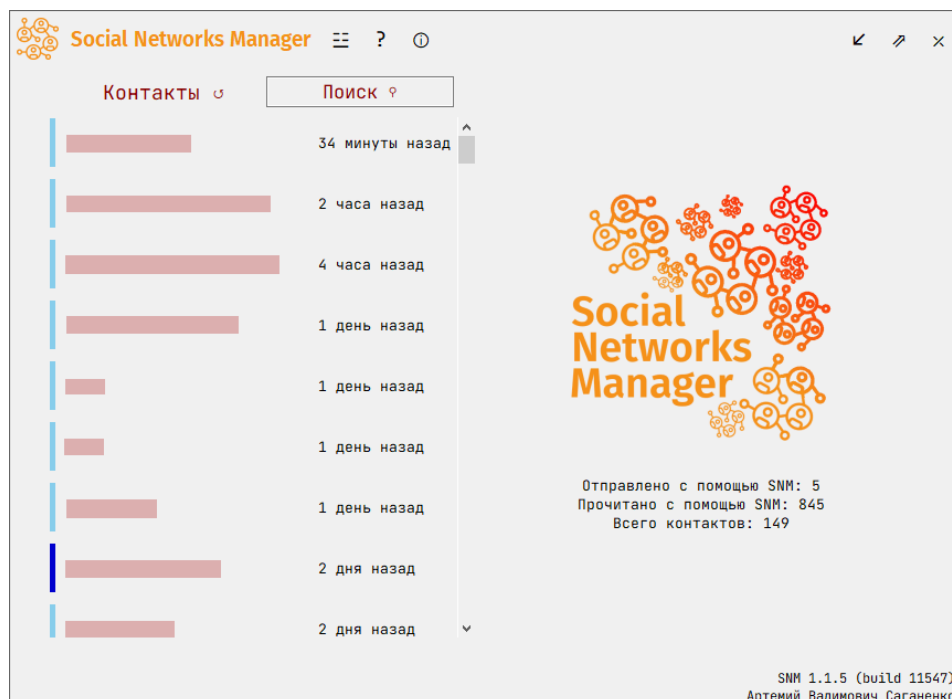 Social Networks Manager
?
Контакты
Поиск
34 минуты назад
2 часа назад
4 часа назад
1 день назад
1 день назад
1 день назад
1 день назад
2 дня назад
2 дня назад
Social
Networks
Manager
Отправлено с помощью SNM: 5
Прочитано с помощью SNM: 845
Всего контактов: 149
SNM 1.1.5 (build 11547)
Артемий Вадимович Саганенко